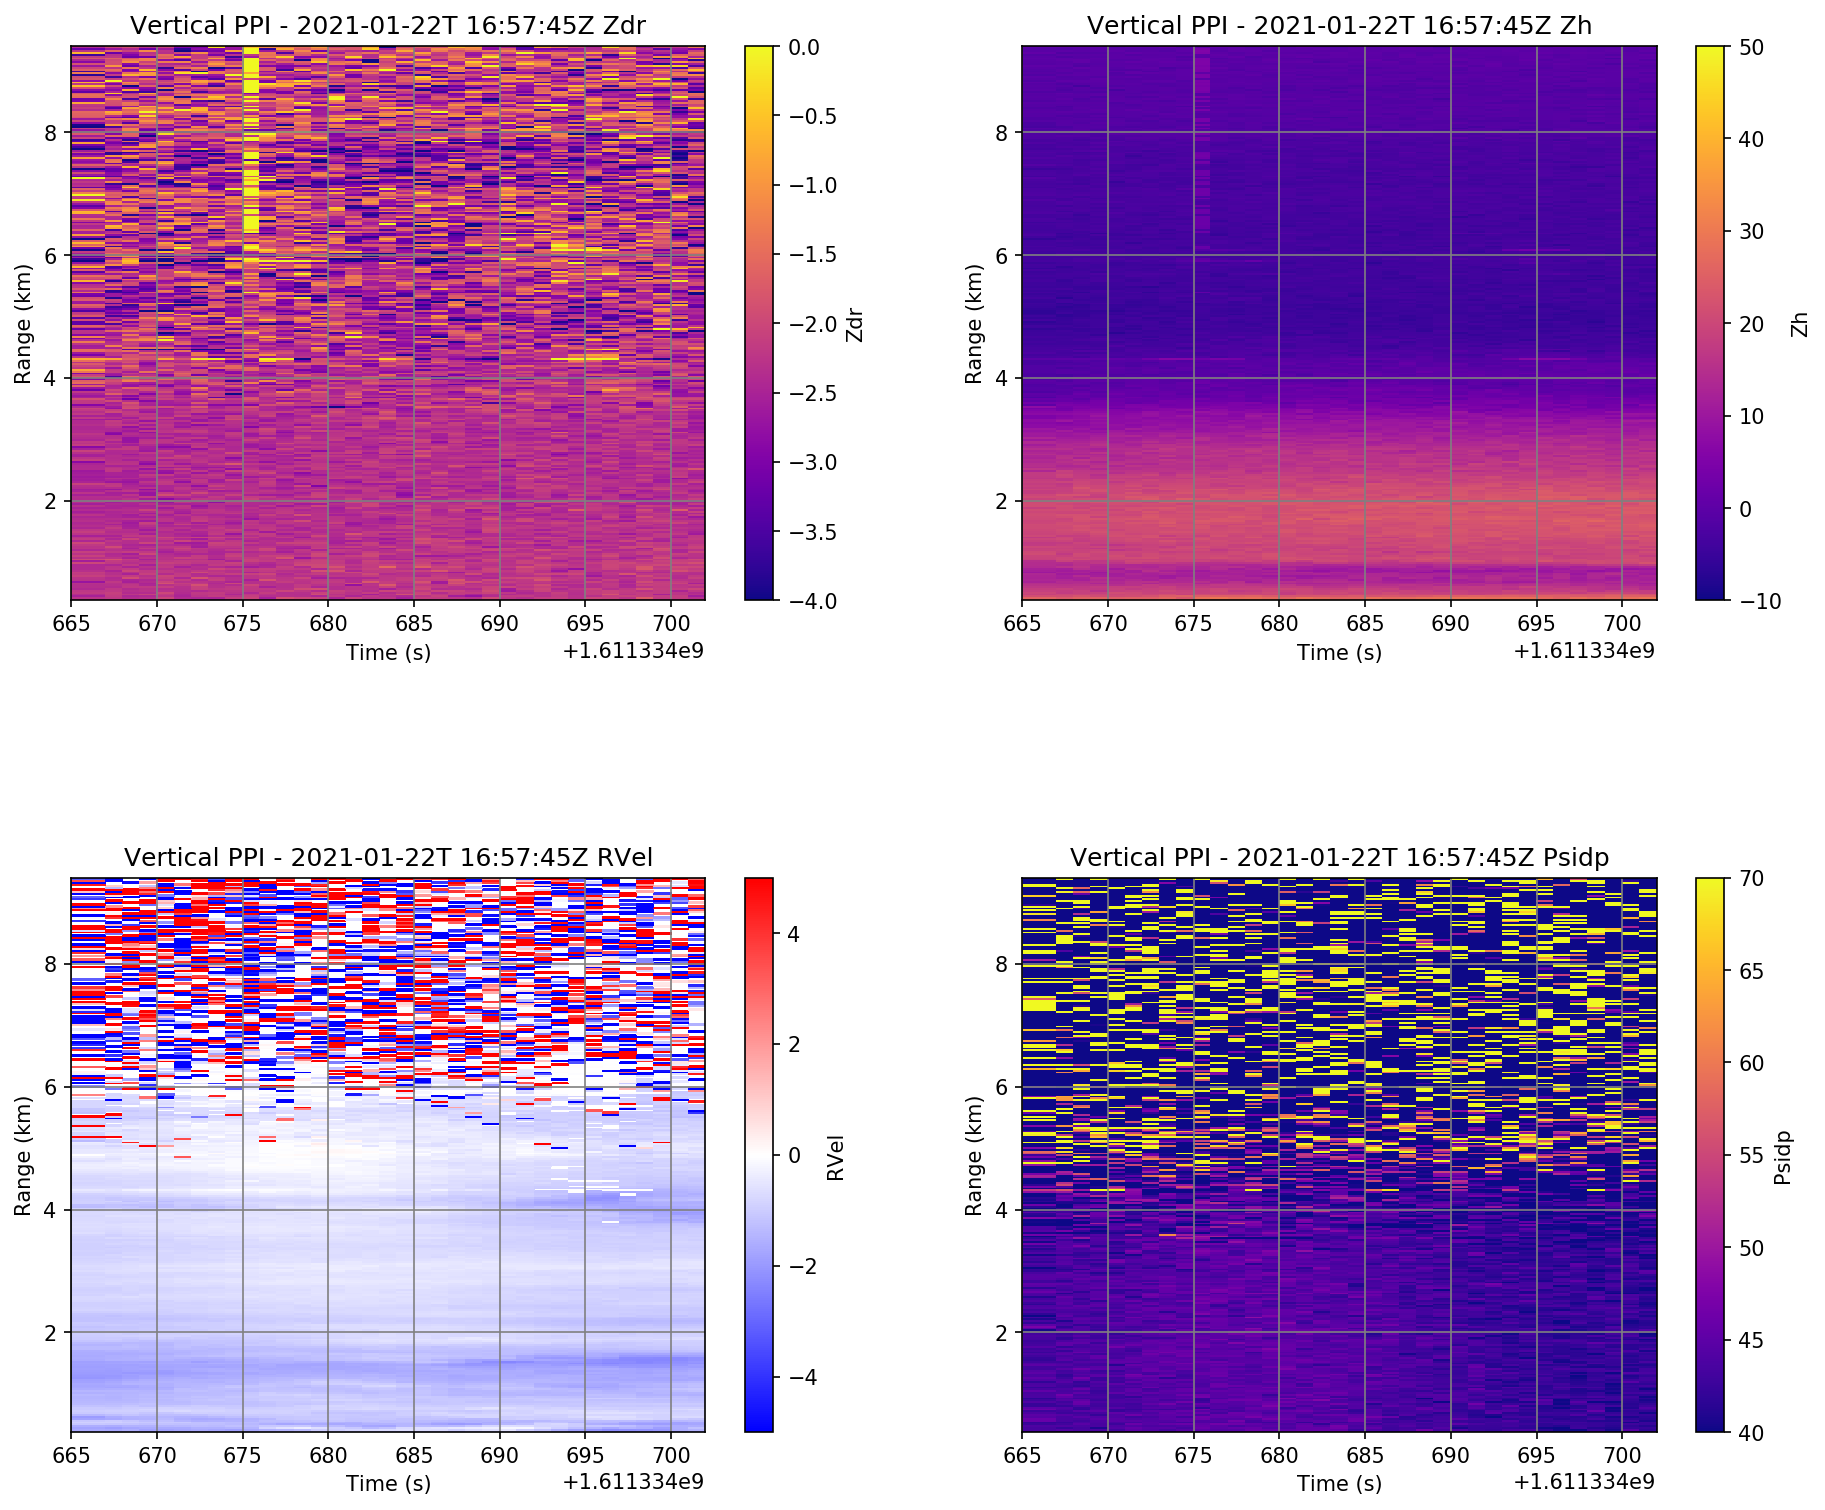 Vertical PPI - 2021-01-22T 16:57:45Z Zdr
0.0
−0.5
−1.0
−1.5
−2.0
−2.5
−3.0
−3.5
−4.0
Zdr
8
6
4
2
Range (km)
665 670 675 680 685 690 695 700
Time (s)
+1.611334e9
Vertical PPI - 2021-01-22T 16:57:45Z Zh
50
40
30
20
10
0
−10
Zh
8
6
4
2
Range (km)
665 670 675 680 685 690 695 700
Time (s)
+1.611334e9
Vertical PPI - 2021-01-22T 16:57:45Z RVel
4
2
0
−2
−4
RVel
8
6
4
2
Range (km)
665 670 675 680 685 690 695 700
Time (s)
+1.611334e9
Vertical PPI - 2021-01-22T 16:57:45Z Psidp
70
65
60
55
50
45
40
Psidp
8
6
4
2
Range (km)
665 670 675 680 685 690 695 700
Time (s)
+1.611334e9